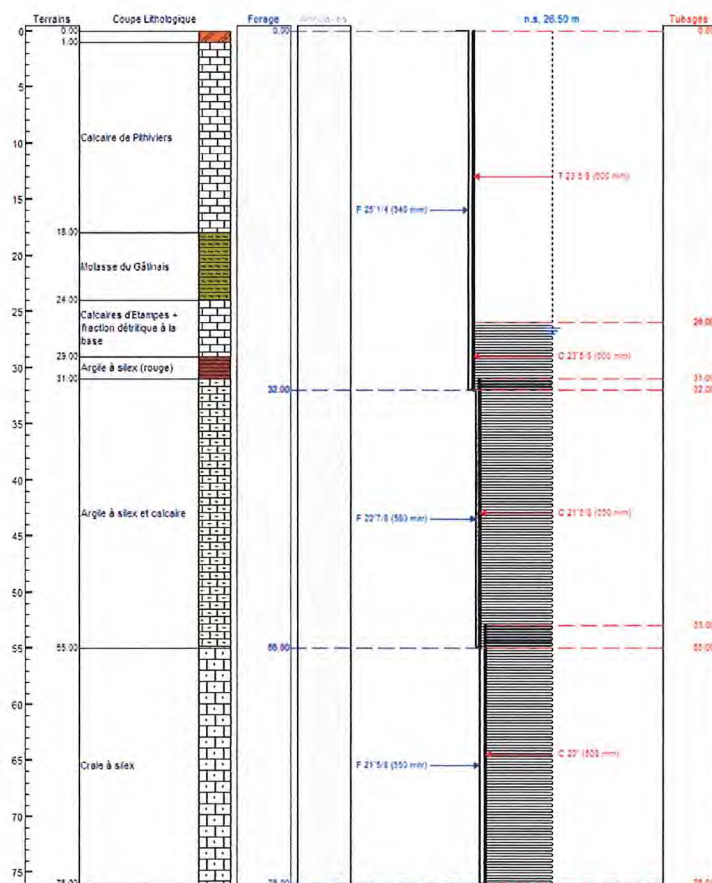 Terrains Coupe Lithologique Forage Annulaires n.s. 26.50 m Tubages
0
0.00
1.00
5
Calcaire de Pithiviers
10
15
18.00
20
Molasse du Gâtinais
24.00
25
Calcaires d'Etampes +
fraction détritique à la
base
29.00
30
Argile à silex (rouge)
31.00
35
40
Argile à silex et calcaire
45
50
55
55.00
60
65
Craie à silex
70
75
0.00
32.00
55.00
F 25"1/4 (640 mm)
F 22"7/8 (580 mm)
F 21"5/8 (550 mm)
T 23"5/8 (600 mm)
C 23"5/8 (600 mm)
C 21"5/8 (550 mm)
C 20" (508 mm)
0.00
26.00
31.00
32.00
53.00
55.00